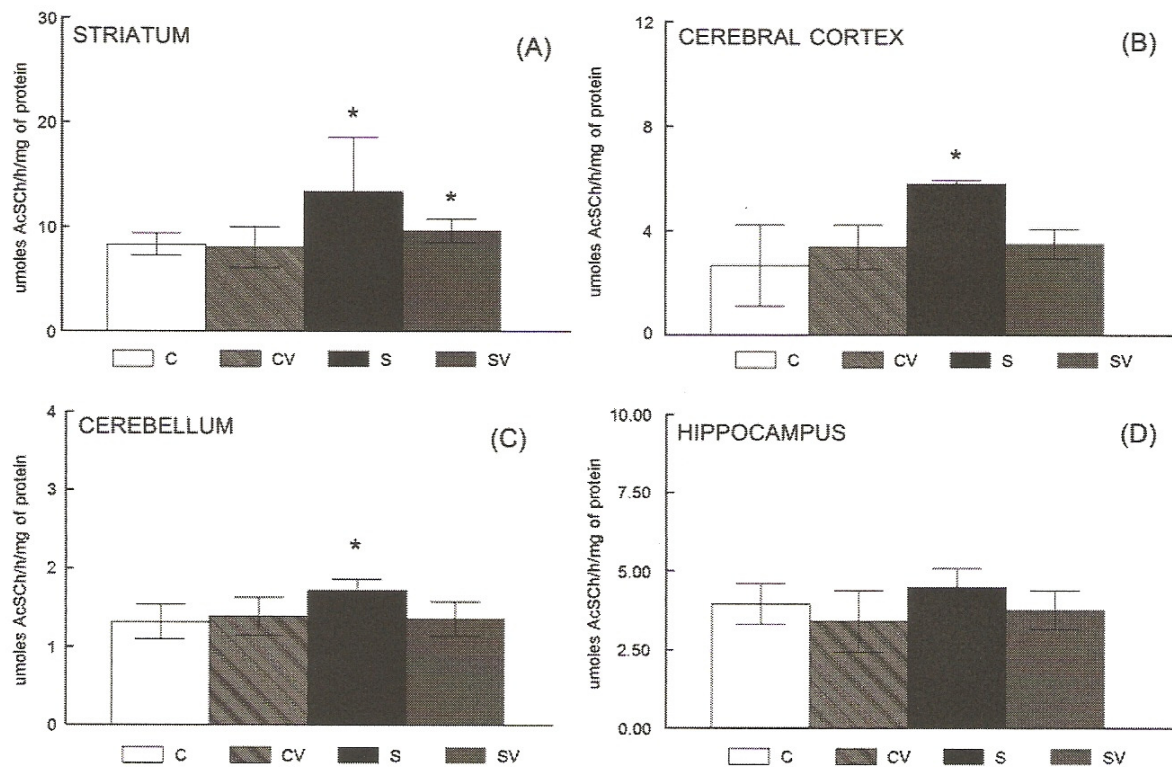 STRIATUM
(A)
umoles AcSCh/h/mg of protein
30
20
10
0
*
*
C CV S SV
CEREBRAL CORTEX
(B)
umoles AcSCh/h/mg of protein
12
8
4
0
*
C CV S SV
CEREBELLUM
(C)
umoles AcSCh/h/mg of protein
4
3
2
1
0
*
C CV S SV
HIPPOCAMPUS
(D)
umoles AcSCh/h/mg of protein
10.00
7.50
5.00
2.50
0.00
C CV S SV